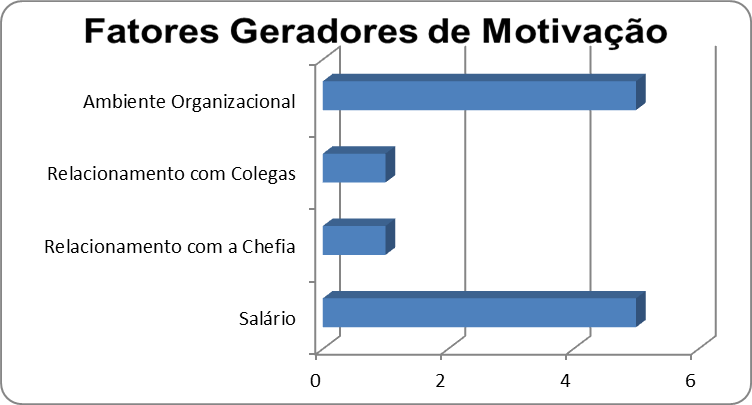 Fatores Geradores de Motivação
Ambiente Organizacional
Relacionamento com Colegas
Relacionamento com a Chefia
Salário
0 2 4 6